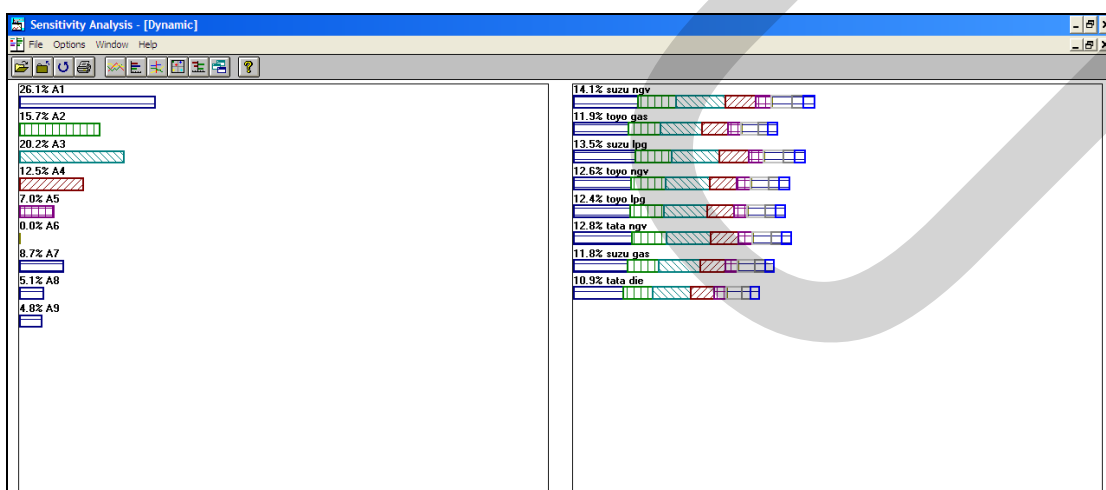 Sensitivity Analysis - [Dynamic]
File Options Window Help
26.1% A1
15.7% A2
20.2% A3
12.5% A4
7.0% A5
0.0% A6
8.7% A7
5.1% A8
4.8% A9
14.1% suzu ngv
11.9% toyo gas
13.5% suzu lpg
12.6% toyo ngv
12.4% toyo lpg
12.8% tata ngv
11.8% suzu gas
10.9% tata die